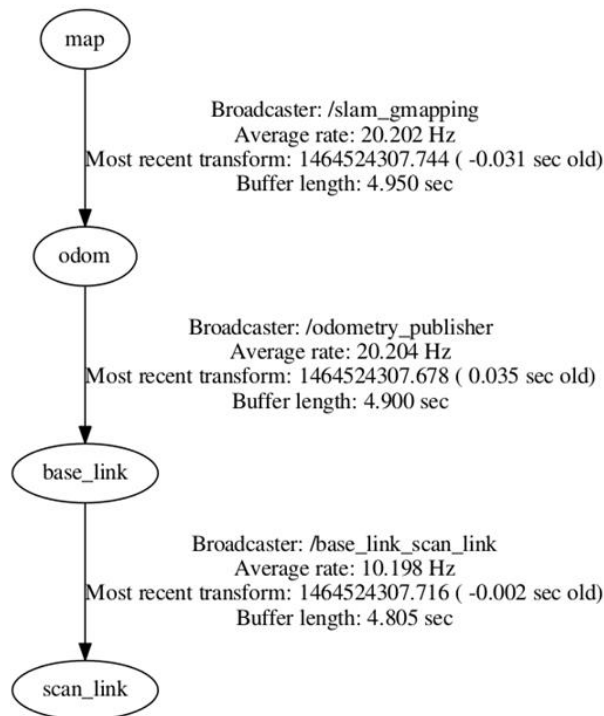 map
Broadcaster: /slam_gmapping
Average rate: 20.202 Hz
Most recent transform: 1464524307.744 ( -0.031 sec old)
Buffer length: 4.950 sec
odom
Broadcaster: /odometry_publisher
Average rate: 20.204 Hz
Most recent transform: 1464524307.678 ( 0.035 sec old)
Buffer length: 4.900 sec
base_link
Broadcaster: /base_link_scan_link
Average rate: 10.198 Hz
Most recent transform: 1464524307.716 ( -0.002 sec old)
Buffer length: 4.805 sec
scan_link